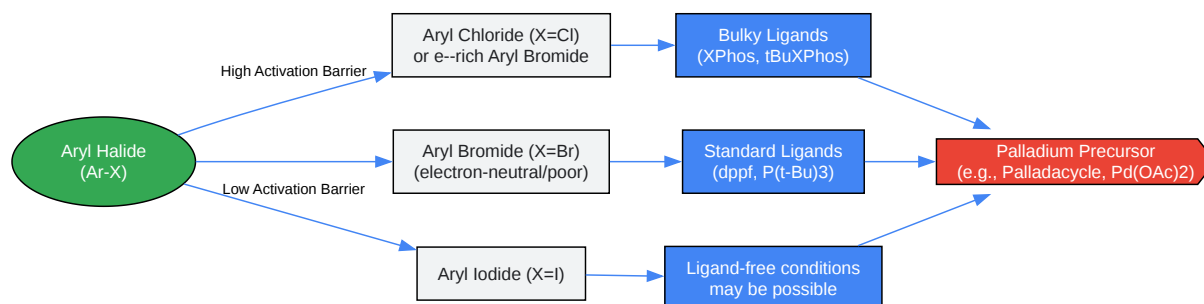 Aryl Halide
(Ar-X)
High Activation Barrier
Low Activation Barrier
Aryl Chloride (X=Cl)
or e--rich Aryl Bromide
Bulky Ligands
(XPhos, tBuXPhos)
Aryl Bromide (X=Br)
(electron-neutral/poor)
Standard Ligands
(dppf, P(t-Bu)3)
Aryl Iodide (X=I)
Ligand-free conditions
may be possible
Palladium Precursor
(e.g., Palladacycle, Pd(OAc)2)